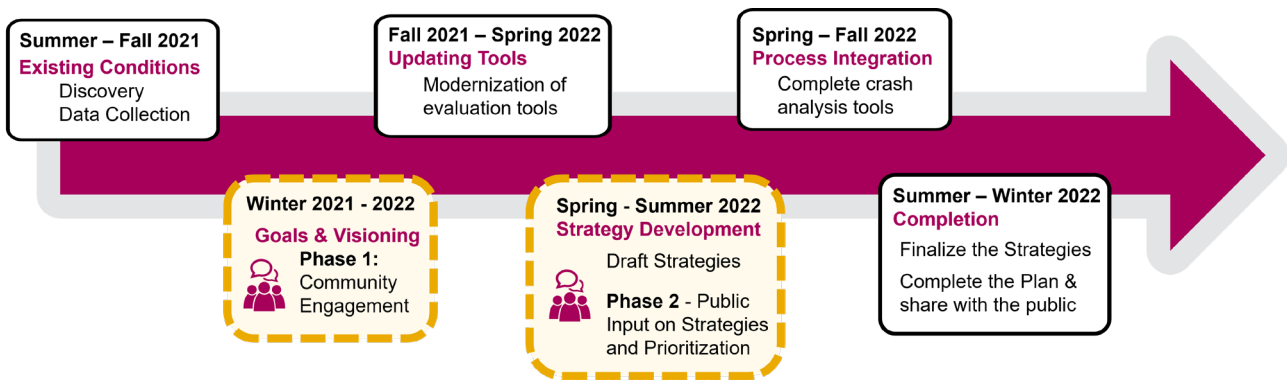 Summer – Fall 2021
Existing Conditions
Discovery
Data Collection
Winter 2021 - 2022
Goals & Visioning
Phase 1:
Community
Engagement
Fall 2021 – Spring 2022
Updating Tools
Modernization of
evaluation tools
Spring - Summer 2022
Strategy Development
Draft Strategies
Phase 2 - Public
Input on Strategies
and Prioritization
Spring – Fall 2022
Process Integration
Complete crash
analysis tools
Summer – Winter 2022
Completion
Finalize the Strategies
Complete the Plan &
share with the public